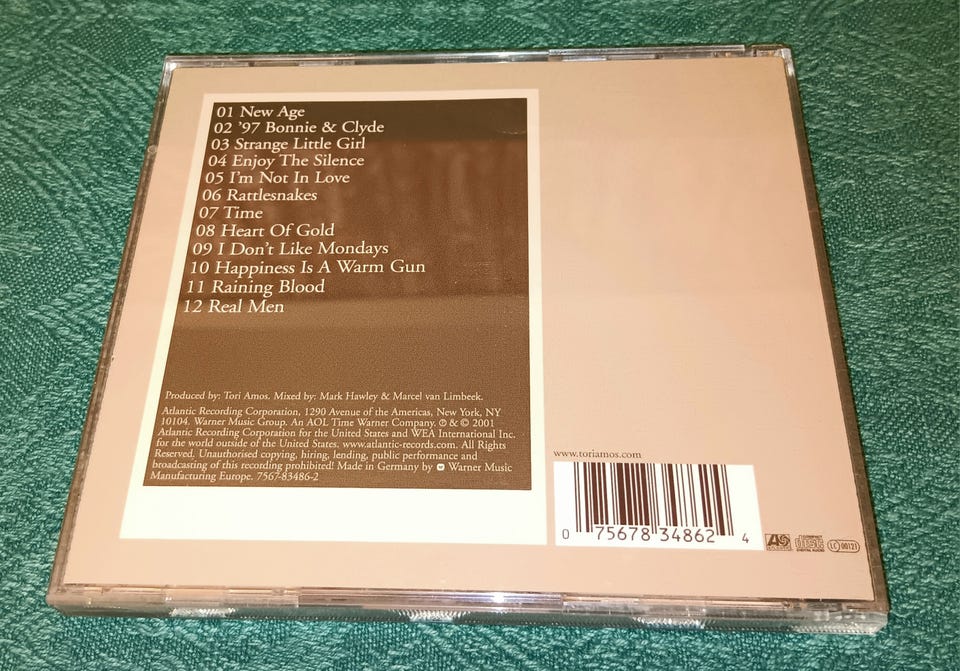 01 New Age
02 '97 Bonnie & Clyde
03 Strange Little Girl
04 Enjoy The Silence
05 I'm Not In Love
06 Rattlesnakes
07 Time
08 Heart Of Gold
09 I Don't Like Mondays
10 Happiness Is A Warm Gun
11 Raining Blood
12 Real Men
Produced by: Tori Amos. Mixed by: Mark Hawley & Marcel van Limbeek.
Atlantic Recording Corporation, 1290 Avenue of the Americas, New York, NY
10104. Warner Music Group. An AOL Time Warner Company. ℗ & © 2001
Atlantic Recording Corporation for the United States and WEA International Inc.
for the world outside of the United States. www.atlantic-records.com. All Rights
Reserved. Unauthorised copying, hiring, lending, public performance and
broadcasting of this recording prohibited! Made in Germany by Warner Music
Manufacturing Europe. 7567-83486-2
www.toriamos.com
0 75678 34862 4
COMPACT
disc
DIGITAL AUDIO
LC 00121